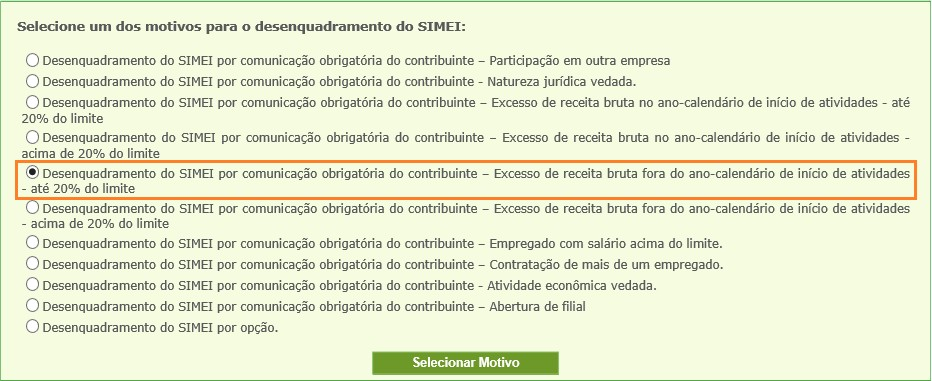 Selecione um dos motivos para o desenquadramento do SIMEI:
Desenquadramento do SIMEI por comunicação obrigatória do contribuinte – Participação em outra empresa
Desenquadramento do SIMEI por comunicação obrigatória do contribuinte - Natureza jurídica vedada.
Desenquadramento do SIMEI por comunicação obrigatória do contribuinte – Excesso de receita bruta no ano-calendário de início de atividades - até
20% do limite
Desenquadramento do SIMEI por comunicação obrigatória do contribuinte – Excesso de receita bruta no ano-calendário de início de atividades -
acima de 20% do limite
Desenquadramento do SIMEI por comunicação obrigatória do contribuinte – Excesso de receita bruta fora do ano-calendário de início de atividades
- até 20% do limite
Desenquadramento do SIMEI por comunicação obrigatória do contribuinte – Excesso de receita bruta fora do ano-calendário de início de atividades
- acima de 20% do limite
Desenquadramento do SIMEI por comunicação obrigatória do contribuinte – Empregado com salário acima do limite.
Desenquadramento do SIMEI por comunicação obrigatória do contribuinte – Contratação de mais de um empregado.
Desenquadramento do SIMEI por comunicação obrigatória do contribuinte - Atividade econômica vedada.
Desenquadramento do SIMEI por comunicação obrigatória do contribuinte – Abertura de filial
Desenquadramento do SIMEI por opção.
Selecionar Motivo